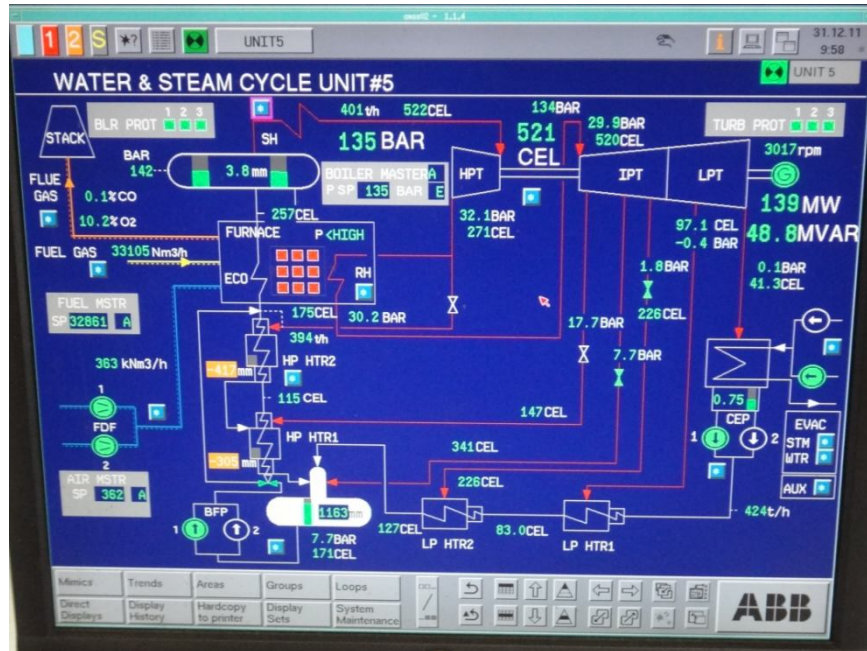 UNIT5
31.12.11
9:58
WATER & STEAM CYCLE UNIT#5
UNIT 5
STACK
BLR PROT 1 2 3
401t/h 522CEL
134BAR
29.9BAR
520CEL
TURB PROT 1 2 3
SH
135 BAR
521
CEL
3017rpm
BAR
142
3.8mm
BOILER MASTER A
P SP 135 BAR E
HPT
IPT
LPT
G
139MW
48.8MVAR
FLUE
GAS
0.1%CO
10.2%O2
257CEL
FURNACE P<HIGH
32.1BAR
271CEL
97.1 CEL
-0.4 BAR
FUEL GAS 33105Nm3/h
ECO
RH
1.8BAR
0.1BAR
41.3CEL
FUEL MSTR
SP 32861 A
175CEL
30.2 BAR
17.7BAR
226CEL
394t/h
HP HTR2
7.7BAR
363 kNm3/h
-417mm
115CEL
147CEL
0.75
CEP
1 2
EVAC
STM
WTR
AUX
1
FDF
2
HP HTR1
-305mm
341CEL
226CEL
AIR MSTR
SP 362 A
BFP
1 2
1163mm
7.7BAR
171CEL
127CEL
LP HTR2
83.0CEL
LP HTR1
424t/h
Mimics Trends Areas Groups Loops
Direct Displays Display History Hardcopy to printer Display Sets System Maintenance
ABB